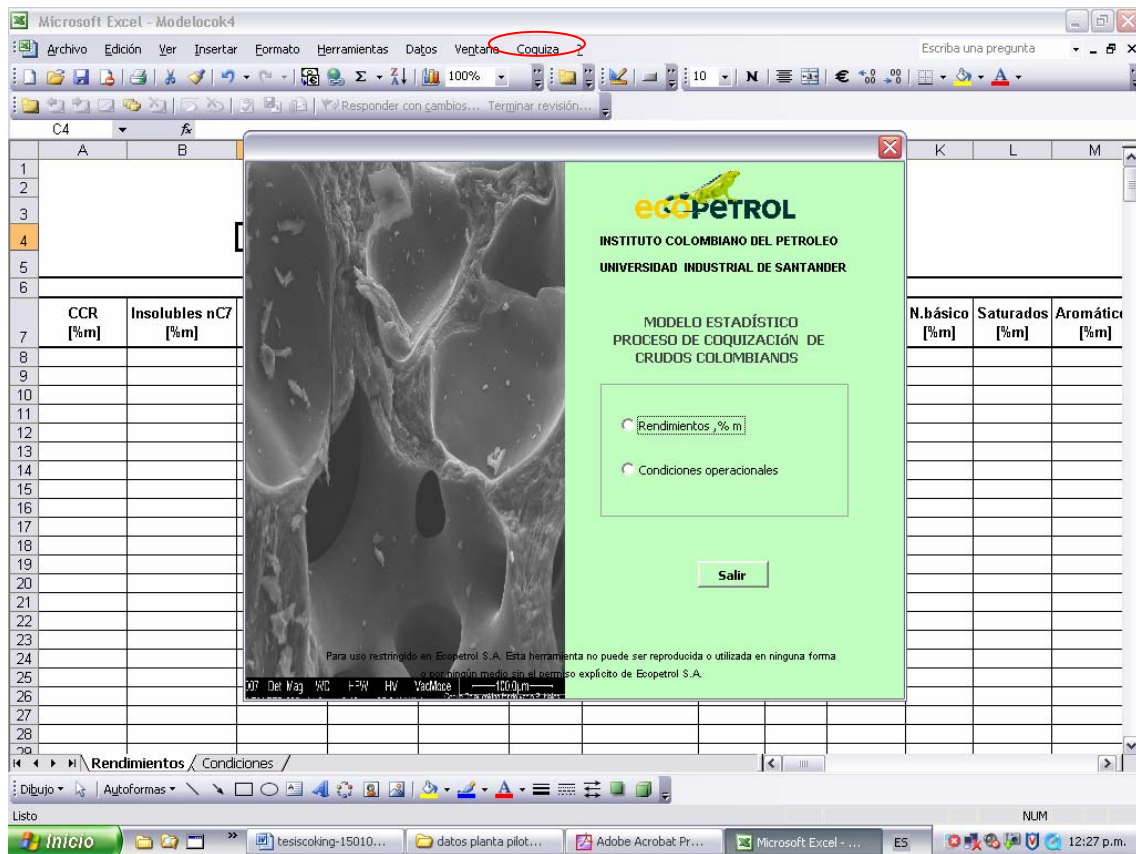 Microsoft Excel - Modelocok4
Archivo Edición Ver Insertar Formato Herramientas Datos Ventana Coquiza ?
Escriba una pregunta
100%
10
N
€
Responder con cambios... Terminar revisión...
C4
fx
A B K L M
1
2
3
4
5
6
7
CCR [%m]
Insolubles nC7 [%m]
N.básico [%m]
Saturados [%m]
Aromático [%m]
8
9
10
11
12
13
14
15
16
17
18
19
20
21
22
23
24
25
26
27
28
29
ecopetrol
INSTITUTO COLOMBIANO DEL PETROLEO
UNIVERSIDAD INDUSTRIAL DE SANTANDER
MODELO ESTADÍSTICO
PROCESO DE COQUIZACIóN DE
CRUDOS COLOMBIANOS
Rendimientos ,% m
Condiciones operacionales
Salir
Para uso restringido en Ecopetrol S.A. Esta herramienta no puede ser reproducida o utilizada en ninguna forma
o por ningún medio sin el permiso explícito de Ecopetrol S.A.
Det Mag WD HFW HV VacMode 100.0µm
Rendimientos / Condiciones /
Dibujo Autoformas
Listo
NUM
Inicio
tesiscoking-15010...
datos planta pilot...
Adobe Acrobat Pr...
Microsoft Excel - ...
ES
12:27 p.m.